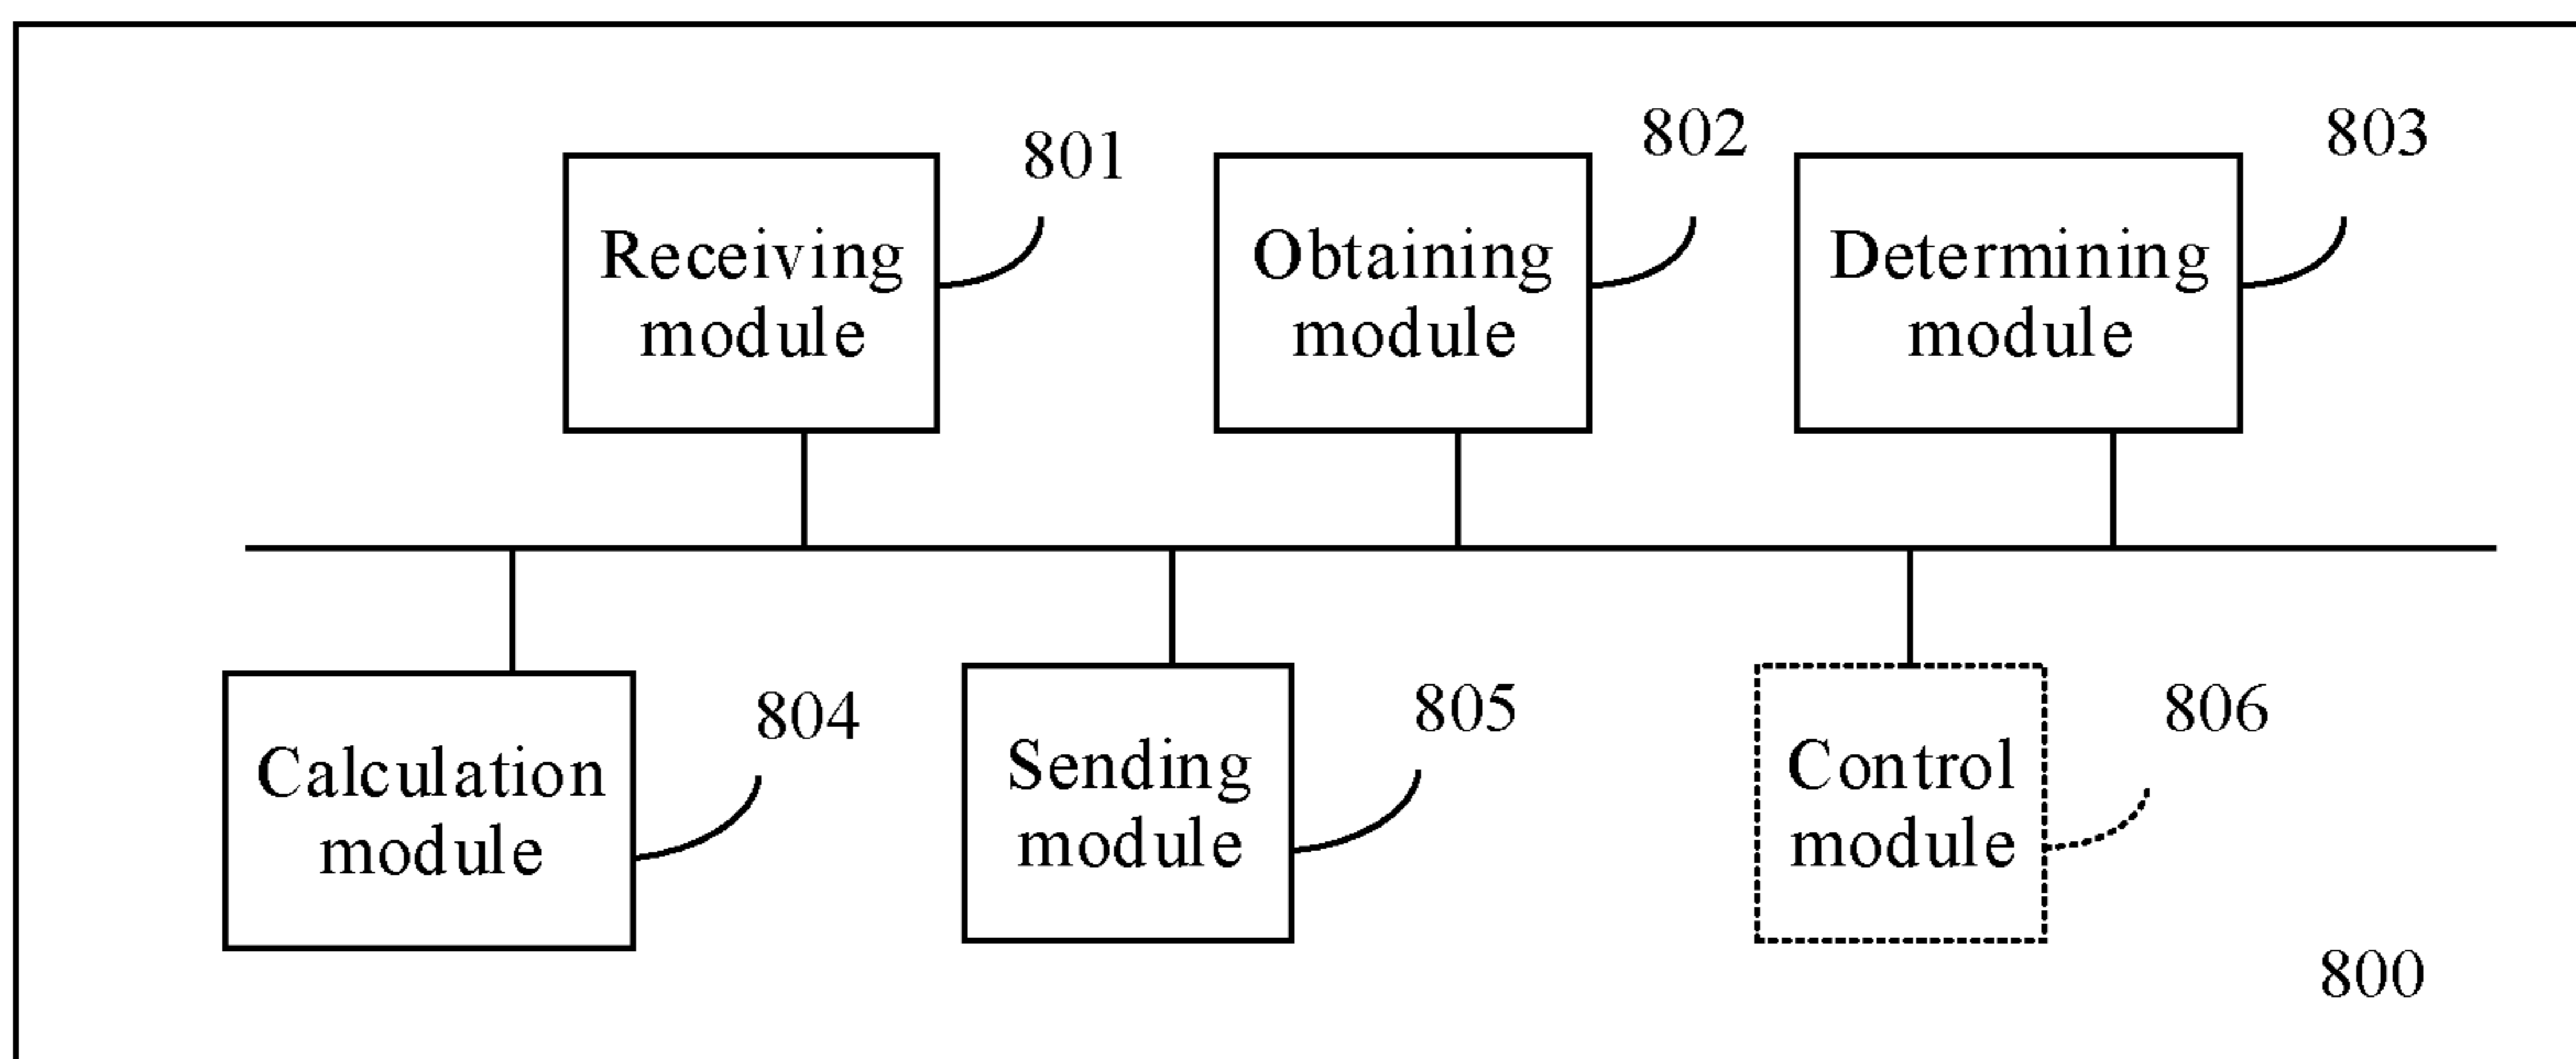 801
802
803
Receiving
module
Obtaining
module
Determining
module
804
805
806
Calculation
module
Sending
module
Control
module
800